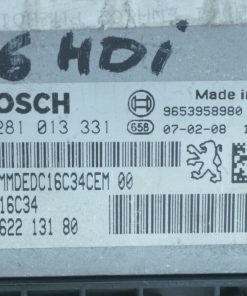 6 HDi
BOSCH
Made in
9653958980
281 013 331
658
07-02-08
MMDEDC16C34CEM 00
16C34
622 131 80